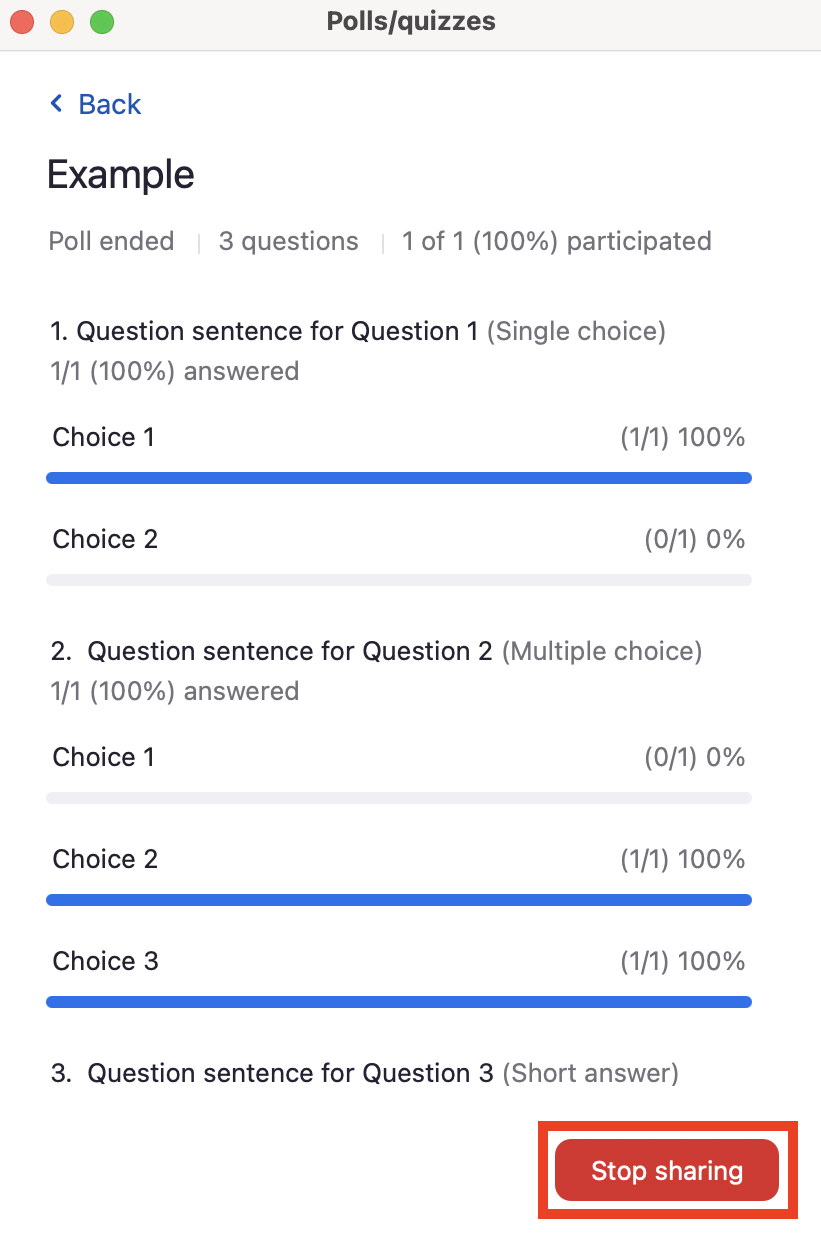 Polls/quizzes
Back
Example
Poll ended | 3 questions | 1 of 1 (100%) participated
1. Question sentence for Question 1 (Single choice)
1/1 (100%) answered
Choice 1 (1/1) 100%
Choice 2 (0/1) 0%
2. Question sentence for Question 2 (Multiple choice)
1/1 (100%) answered
Choice 1 (0/1) 0%
Choice 2 (1/1) 100%
Choice 3 (1/1) 100%
3. Question sentence for Question 3 (Short answer)
Stop sharing